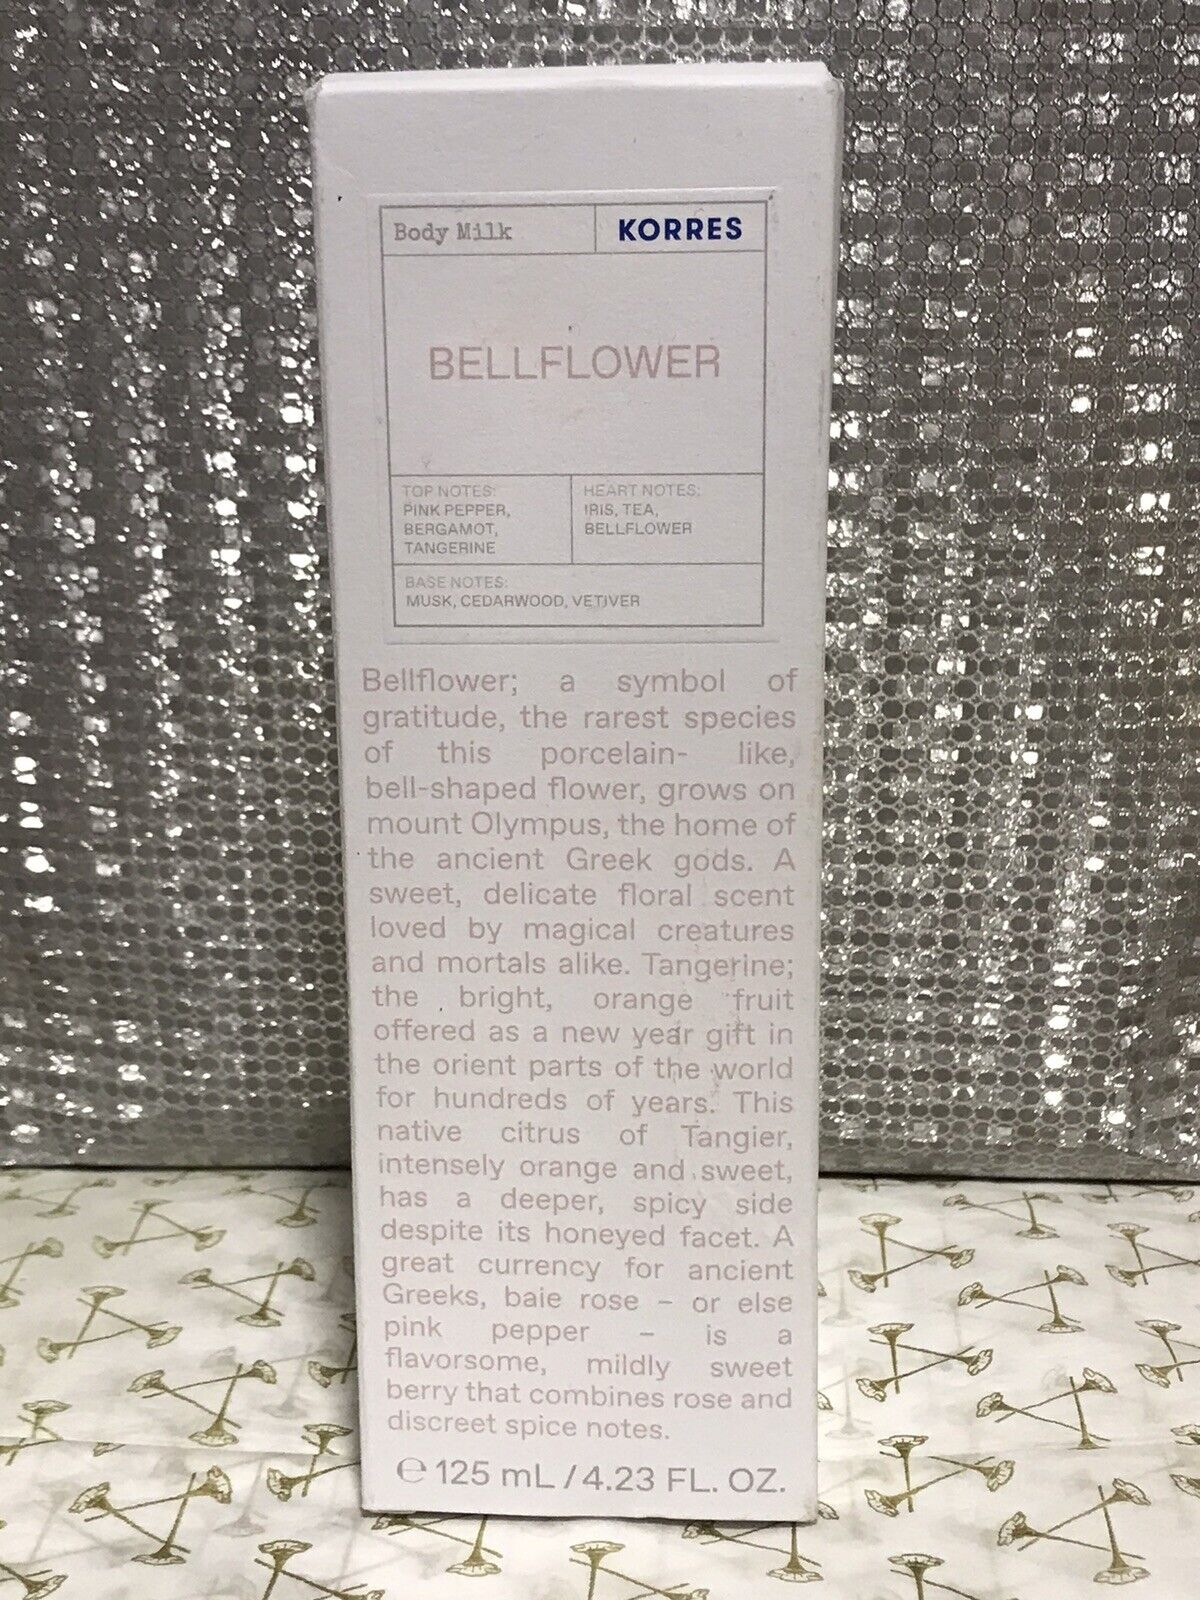 Body Milk KORRES
BELLFLOWER
TOP NOTES:
PINK PEPPER,
BERGAMOT,
TANGERINE
HEART NOTES:
IRIS, TEA,
BELLFLOWER
BASE NOTES:
MUSK, CEDARWOOD, VETIVER
Bellflower; a symbol of
gratitude, the rarest species
of this porcelain- like,
bell-shaped flower, grows on
mount Olympus, the home of
the ancient Greek gods. A
sweet, delicate floral scent
loved by magical creatures
and mortals alike. Tangerine;
the bright, orange fruit
offered as a new year gift in
the orient parts of the world
for hundreds of years. This
native citrus of Tangier,
intensely orange and sweet,
has a deeper, spicy side
despite its honeyed facet. A
great currency for ancient
Greeks, baie rose – or else
pink pepper – is a
flavorsome, mildly sweet
berry that combines rose and
discreet spice notes.
℮ 125 mL / 4.23 FL. OZ.